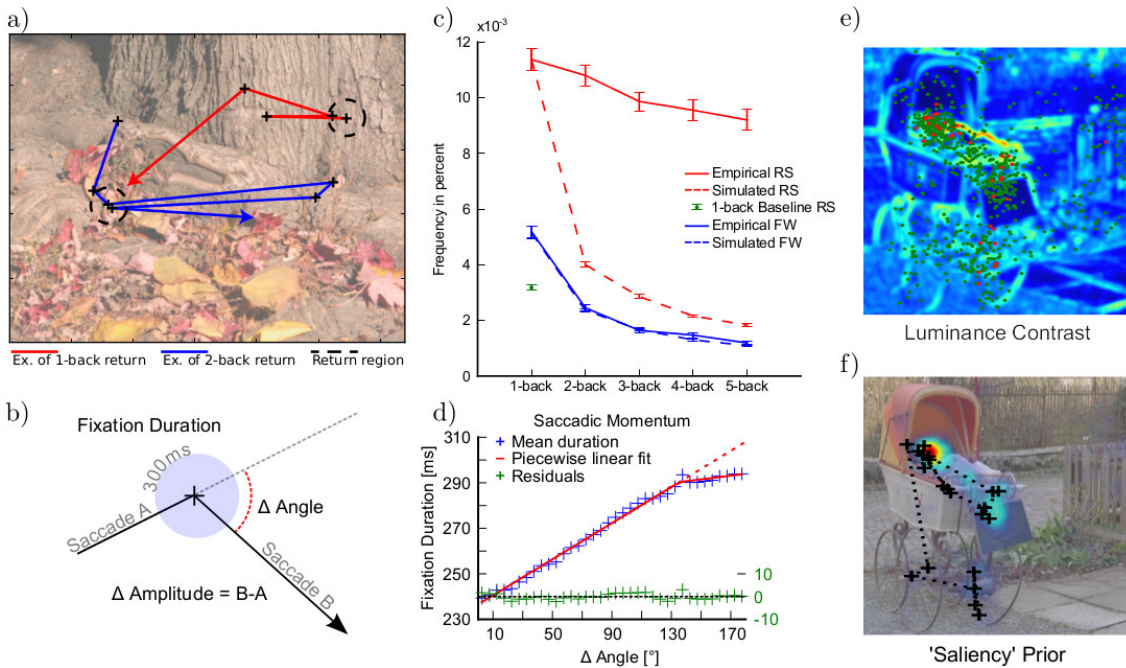 a)
Ex. of 1-back return
Ex. of 2-back return
Return region
b)
Fixation Duration
300ms
Saccade A
Δ Angle
Saccade B
Δ Amplitude = B-A
c)
×10⁻³
12
10
8
6
4
2
0
Frequency in percent
Empirical RS
Simulated RS
1-back Baseline RS
Empirical FW
Simulated FW
1-back 2-back 3-back 4-back 5-back
d)
Saccadic Momentum
310
290
270
250
240
230
Fixation Duration [ms]
Mean duration
Piecewise linear fit
Residuals
10
0
-10
10 50 90 130 170
Δ Angle [°]
e)
Luminance Contrast
f)
'Saliency' Prior